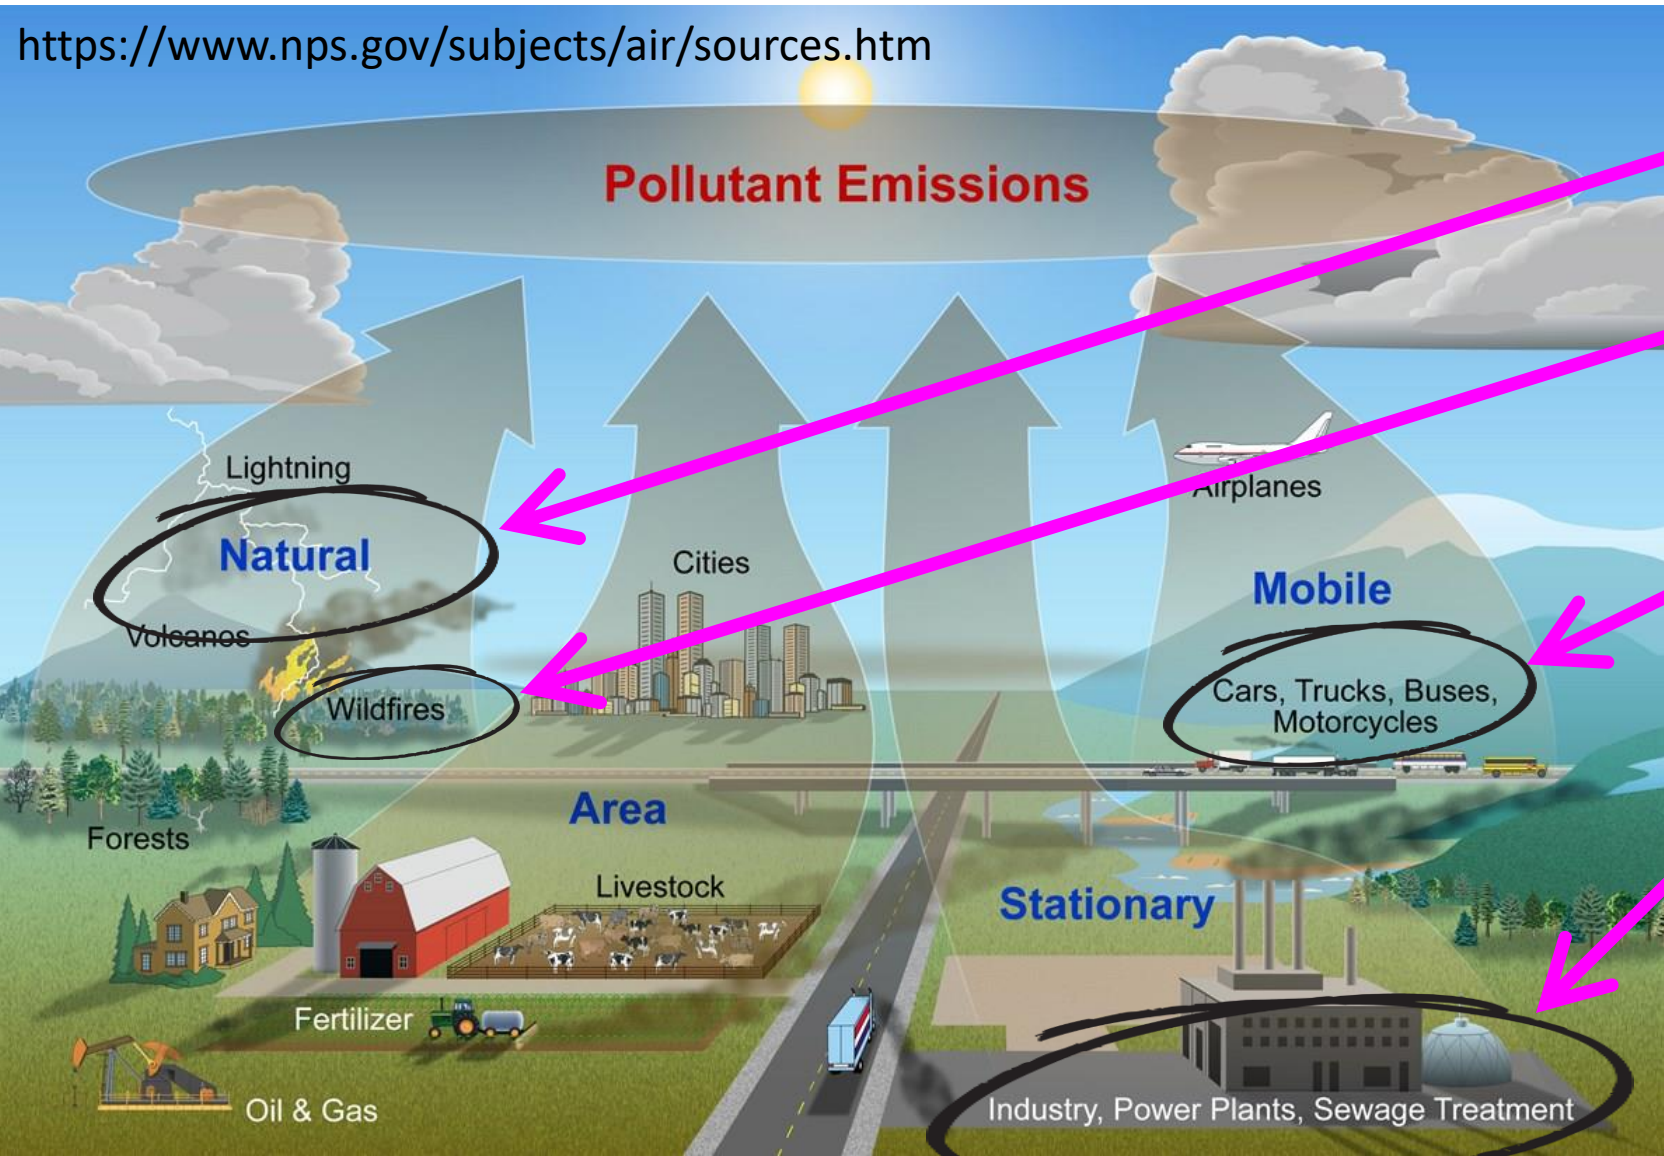 https://www.nps.gov/subjects/air/sources.htm
Pollutant Emissions
Lightning
Natural
Volcanos
Wildfires
Forests
Cities
Airplanes
Mobile
Cars, Trucks, Buses,
Motorcycles
Area
Livestock
Fertilizer
Oil & Gas
Stationary
Industry, Power Plants, Sewage Treatment